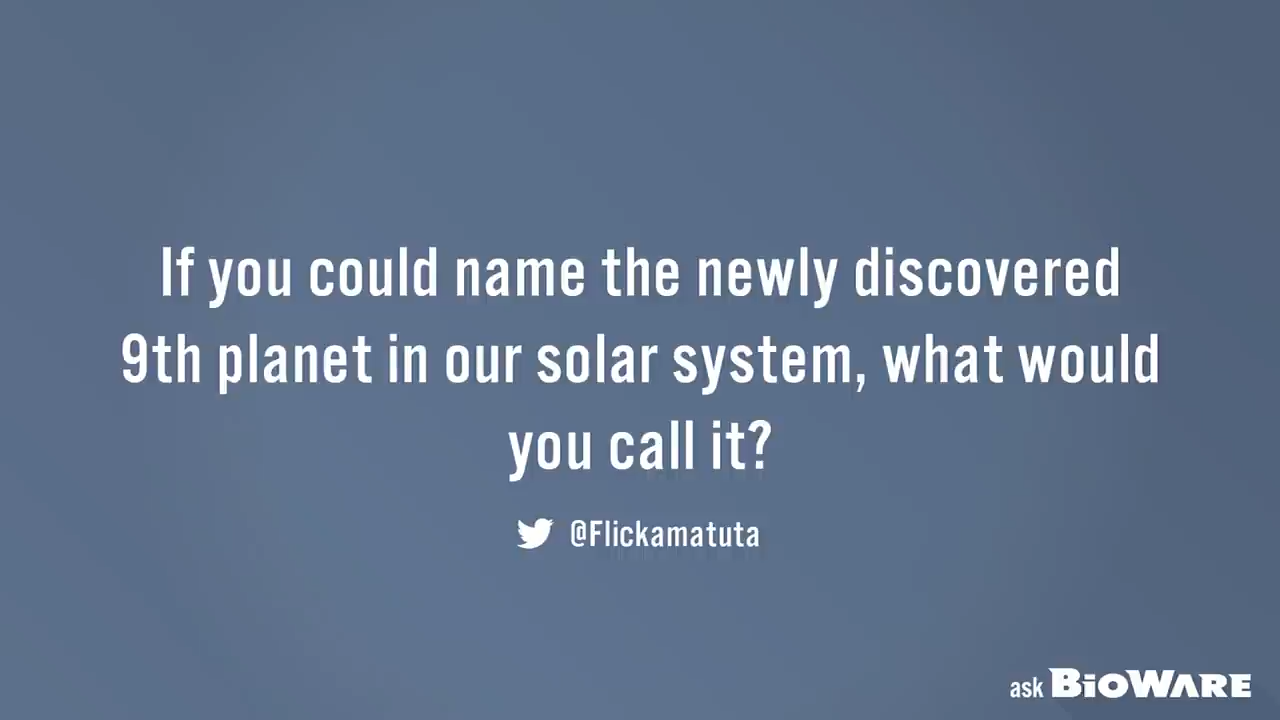 If you could name the newly discovered
9th planet in our solar system, what would
you call it?
@Flickamatuta
ask BIOWARE